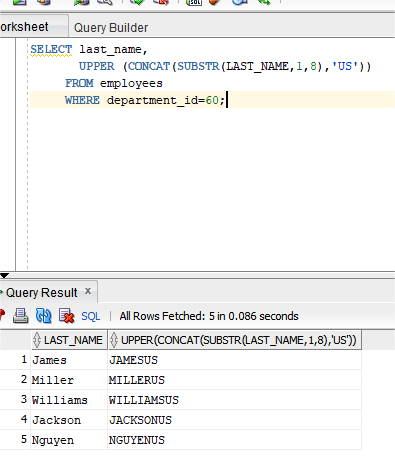 orksheet Query Builder
SELECT last_name,
UPPER (CONCAT(SUBSTR(LAST_NAME,1,8),'US'))
FROM employees
WHERE department_id=60;
Query Result x
SQL | All Rows Fetched: 5 in 0.086 seconds
LAST_NAME UPPER(CONCAT(SUBSTR(LAST_NAME,1,8),'US'))
1 James JAMESUS
2 Miller MILLERUS
3 Williams WILLIAMSUS
4 Jackson JACKSONUS
5 Nguyen NGUYENUS